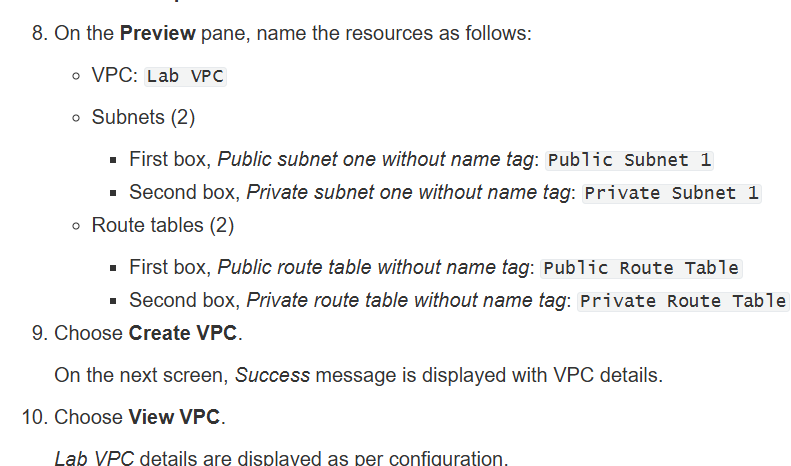 8. On the Preview pane, name the resources as follows:
VPC: Lab VPC
Subnets (2)
First box, Public subnet one without name tag: Public Subnet 1
Second box, Private subnet one without name tag: Private Subnet 1
Route tables (2)
First box, Public route table without name tag: Public Route Table
Second box, Private route table without name tag: Private Route Table
9. Choose Create VPC.
On the next screen, Success message is displayed with VPC details.
10. Choose View VPC.
Lab VPC details are displayed as per configuration.